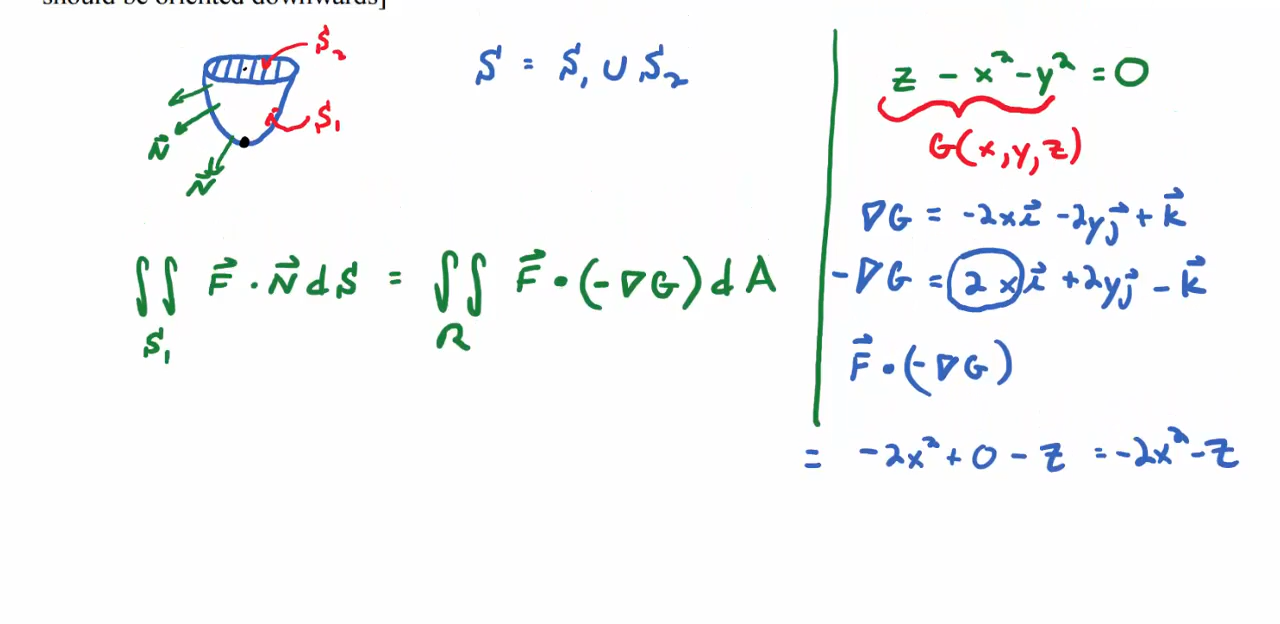 should be oriented downwards]
S₂
S₁
N⃗
N⃗
S = S₁ ∪ S₂
∬_{S₁} F⃗ · N⃗ dS = ∬_R F⃗ · (-∇G) dA
z - x² - y² = 0
G(x, y, z)
∇G = -2x i⃗ - 2y j⃗ + k⃗
-∇G = 2x i⃗ + 2y j⃗ - k⃗
F⃗ · (-∇G)
= -2x² + 0 - z = -2x² - z